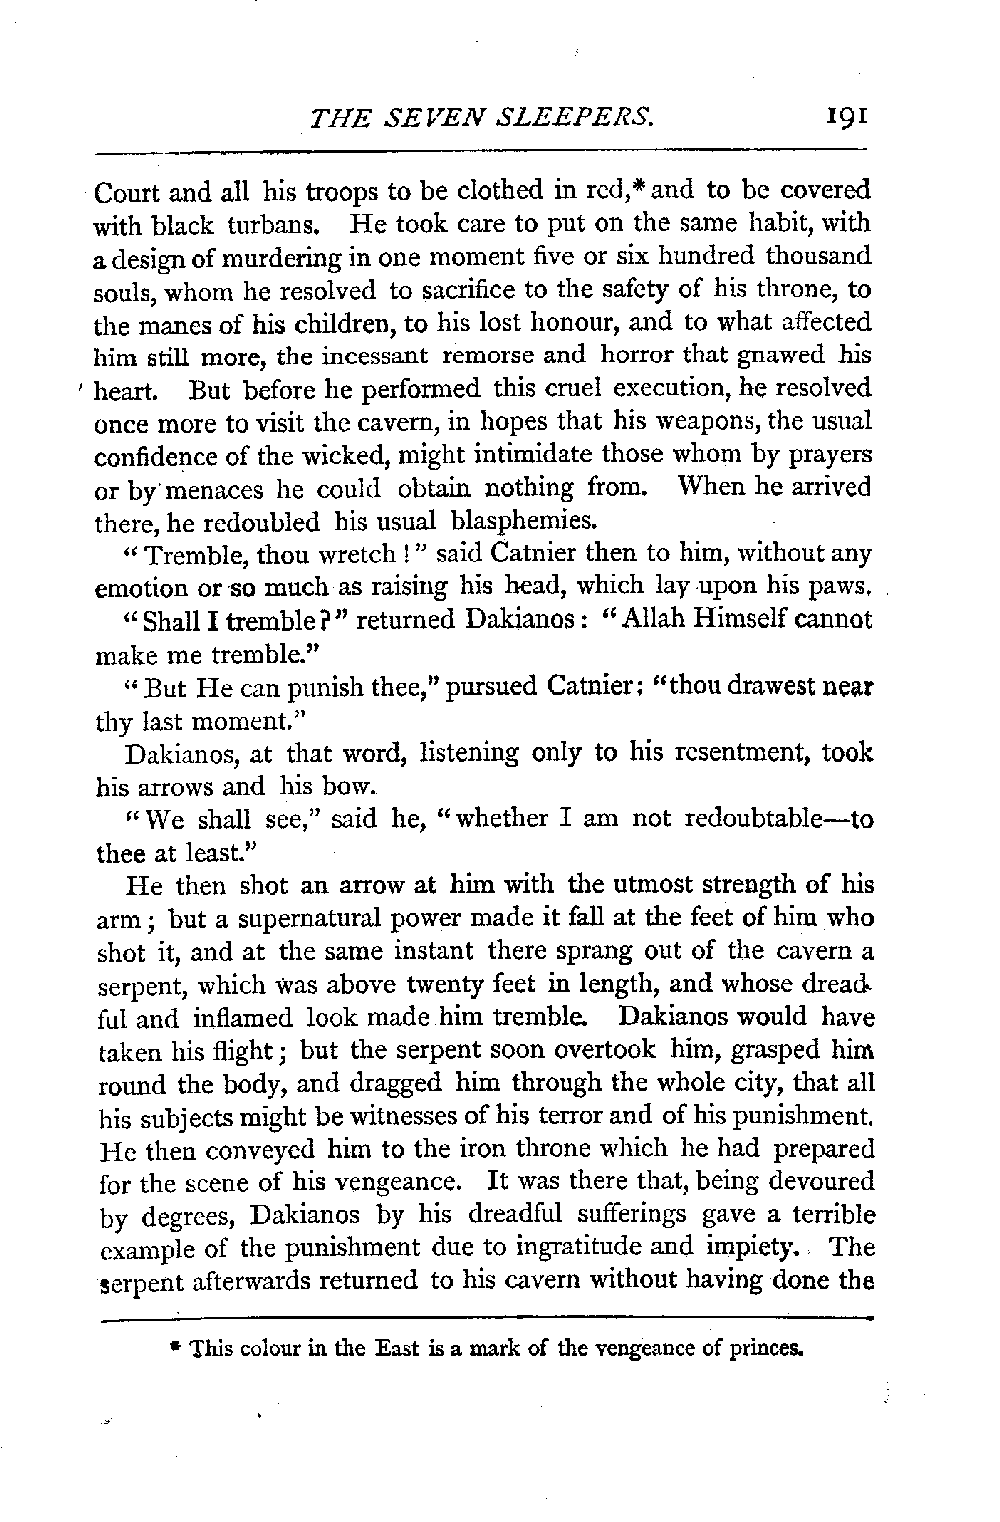 THE SEVEN SLEEPERS. 191
Court and all his troops to be clothed in red,* and to be covered
with black turbans. He took care to put on the same habit, with
a design of murdering in one moment five or six hundred thousand
souls, whom he resolved to sacrifice to the safety of his throne, to
the manes of his children, to his lost honour, and to what affected
him still more, the incessant remorse and horror that gnawed his
heart. But before he performed this cruel execution, he resolved
once more to visit the cavern, in hopes that his weapons, the usual
confidence of the wicked, might intimidate those whom by prayers
or by menaces he could obtain nothing from. When he arrived
there, he redoubled his usual blasphemies.
"Tremble, thou wretch!" said Catnier then to him, without any
emotion or so much as raising his head, which lay upon his paws.
"Shall I tremble?" returned Dakianos: "Allah Himself cannot
make me tremble."
"But He can punish thee," pursued Catnier; "thou drawest near
thy last moment."
Dakianos, at that word, listening only to his resentment, took
his arrows and his bow.
"We shall see," said he, "whether I am not redoubtable—to
thee at least."
He then shot an arrow at him with the utmost strength of his
arm; but a supernatural power made it fall at the feet of him who
shot it, and at the same instant there sprang out of the cavern a
serpent, which was above twenty feet in length, and whose dread-
ful and inflamed look made him tremble. Dakianos would have
taken his flight; but the serpent soon overtook him, grasped him
round the body, and dragged him through the whole city, that all
his subjects might be witnesses of his terror and of his punishment.
He then conveyed him to the iron throne which he had prepared
for the scene of his vengeance. It was there that, being devoured
by degrees, Dakianos by his dreadful sufferings gave a terrible
example of the punishment due to ingratitude and impiety. The
serpent afterwards returned to his cavern without having done the
* This colour in the East is a mark of the vengeance of princes.